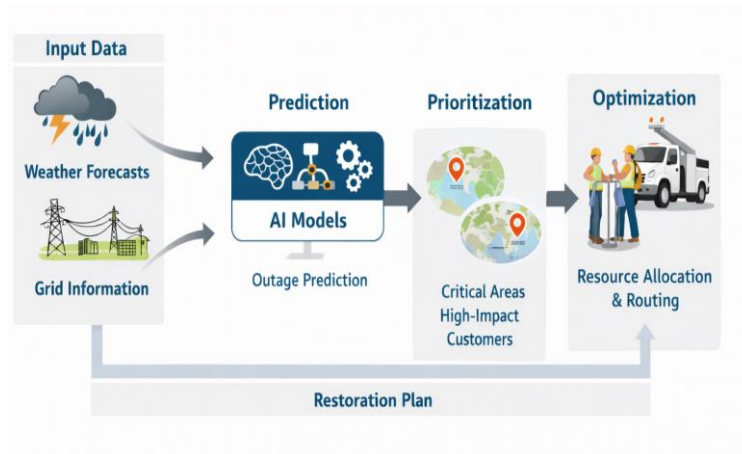 Input Data
Weather Forecasts
Grid Information
Prediction
AI Models
Outage Prediction
Prioritization
Critical Areas
High-Impact
Customers
Optimization
Resource Allocation
& Routing
Restoration Plan